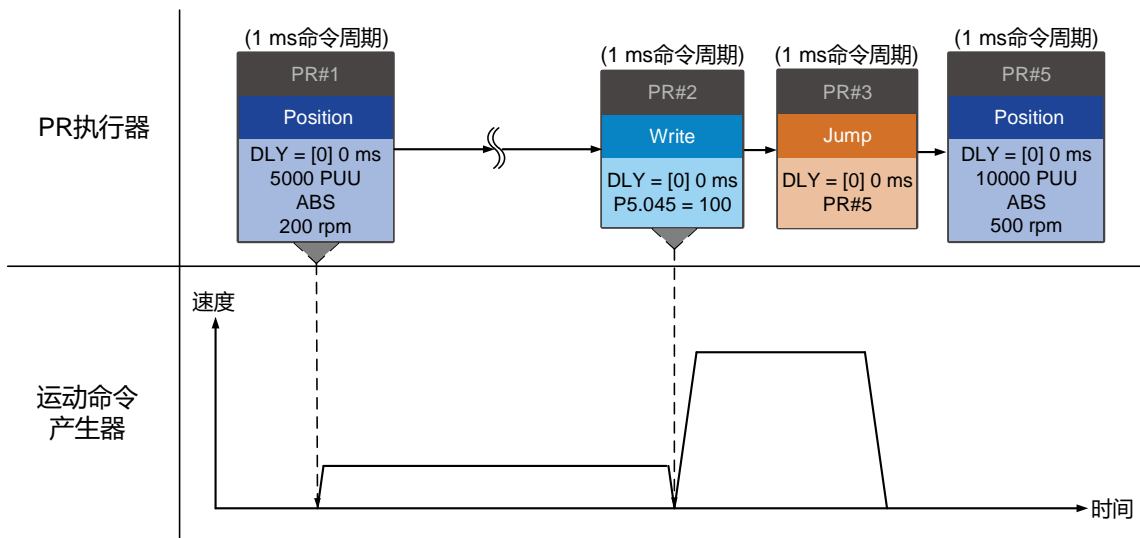 PR执行器
(1 ms命令周期)
PR#1
Position
DLY = [0] 0 ms
5000 PUU
ABS
200 rpm
(1 ms命令周期)
PR#2
Write
DLY = [0] 0 ms
P5.045 = 100
(1 ms命令周期)
PR#3
Jump
DLY = [0] 0 ms
PR#5
(1 ms命令周期)
PR#5
Position
DLY = [0] 0 ms
10000 PUU
ABS
500 rpm
运动命令
产生器
速度
时间